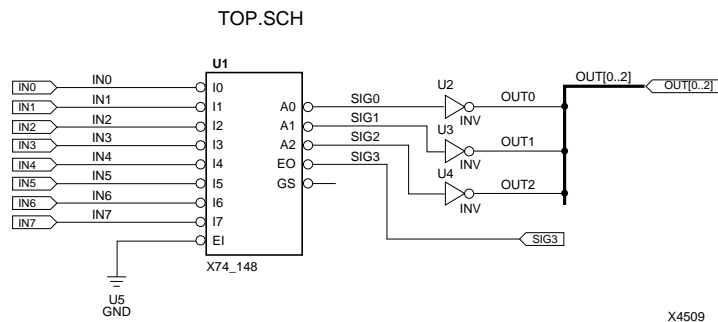 TOP.SCH
U1
IN0 IN0 I0
IN1 IN1 I1
IN2 IN2 I2
IN3 IN3 I3
IN4 IN4 I4
IN5 IN5 I5
IN6 IN6 I6
IN7 IN7 I7
EI
A0 SIG0
A1 SIG1
A2 SIG2
EO SIG3
GS
X74_148
U5
GND
U2
INV
OUT0
U3
INV
OUT1
U4
INV
OUT2
OUT[0..2]
OUT[0..2]
SIG3
X4509